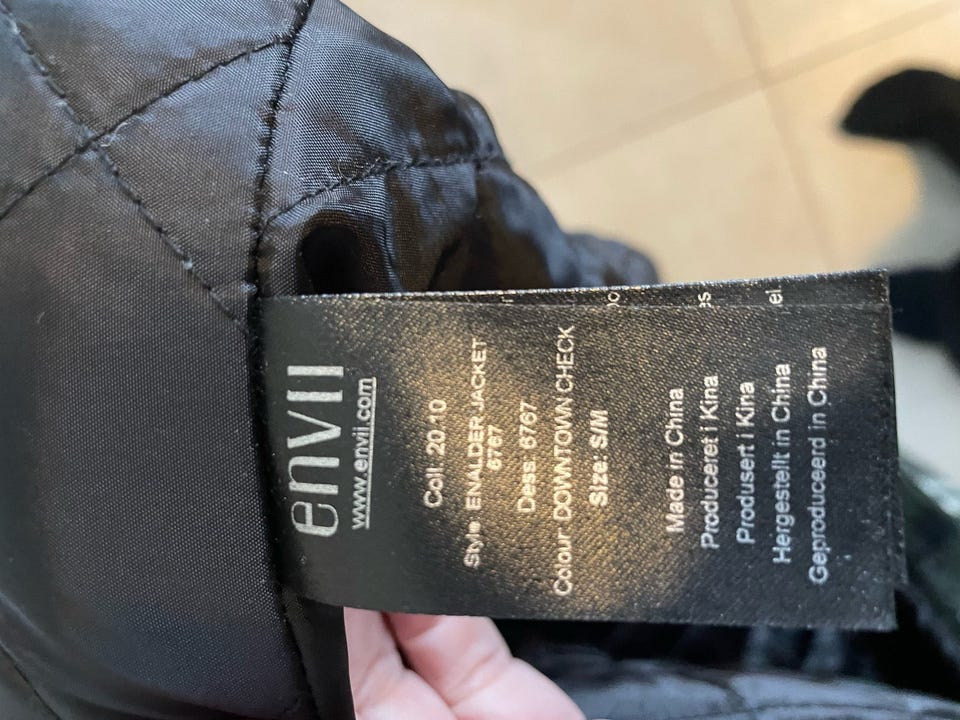 envii
www.envii.com
Coll. 20-10
Style ENALDER JACKET
6767
Dess: 6767
Colour DOWNTOWN CHECK
Size: S/M
Made in China
Produceret i Kina
Produsert i Kina
Hergestellt in China
Geproduceerd in China